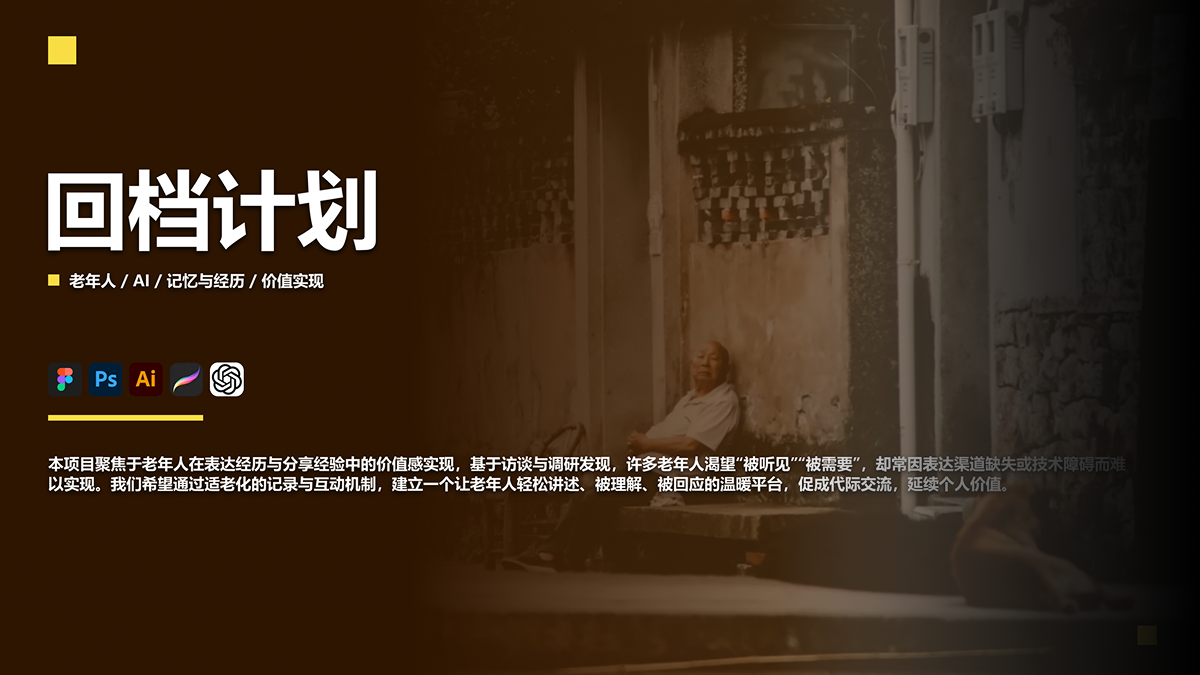 回档计划
老年人 / AI / 记忆与经历 / 价值实现
Ps Ai
本项目聚焦于老年人在表达经历与分享经验中的价值感实现，基于访谈与调研发现，许多老年人渴望“被听见”“被需要”，却常因表达渠道缺失或技术障碍而难
以实现。我们希望通过适老化的记录与互动机制，建立一个让老年人轻松讲述、被理解、被回应的温暖平台，促成代际交流，延续个人价值。